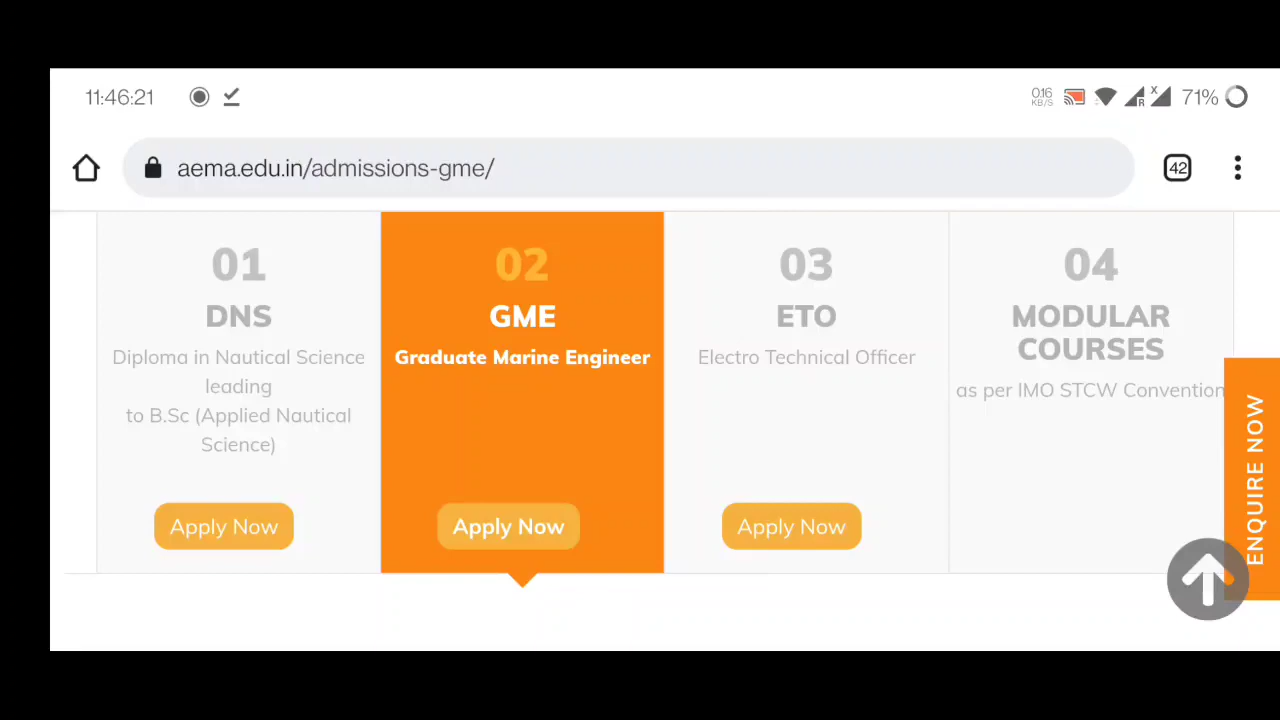 11:46:21
0.16
KB/S
R
X
71%
aema.edu.in/admissions-gme/
42
01
DNS
Diploma in Nautical Science
leading
to B.Sc (Applied Nautical
Science)
Apply Now
02
GME
Graduate Marine Engineer
Apply Now
03
ETO
Electro Technical Officer
Apply Now
04
MODULAR
COURSES
as per IMO STCW Convention
ENQUIRE NOW